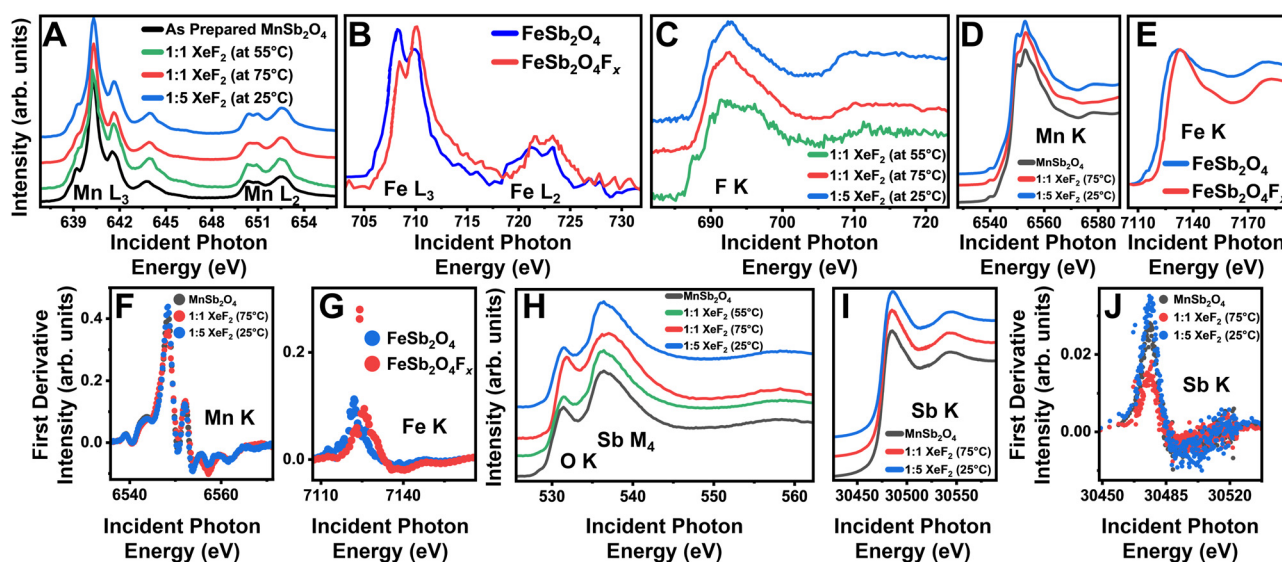 Intensity (arb. units)
A
As Prepared MnSb₂O₄
1:1 XeF₂ (at 55°C)
1:1 XeF₂ (at 75°C)
1:5 XeF₂ (at 25°C)
Mn L₃
Mn L₂
639 642 645 648 651 654
Incident Photon
Energy (eV)
B
FeSb₂O₄
FeSb₂O₄Fₓ
Fe L₃
Fe L₂
705 710 715 720 725 730
Incident Photon
Energy (eV)
C
F K
1:1 XeF₂ (at 55°C)
1:1 XeF₂ (at 75°C)
1:5 XeF₂ (at 25°C)
690 700 710 720
Incident Photon
Energy (eV)
D
Mn K
MnSb₂O₄
1:1 XeF₂ (75°C)
1:5 XeF₂ (25°C)
6540 6560 6580
Incident Photon
Energy (eV)
E
Fe K
FeSb₂O₄
FeSb₂O₄Fₓ
7110 7140 7170
Incident Photon
Energy (eV)
First Derivative
Intensity (arb. units)
F
MnSb₂O₄
1:1 XeF₂ (75°C)
1:5 XeF₂ (25°C)
Mn K
0.4
0.2
0.0
6540 6560
Incident Photon
Energy (eV)
G
FeSb₂O₄
FeSb₂O₄Fₓ
Fe K
0.2
0.0
7110 7140
Incident Photon
Energy (eV)
Intensity (arb. units)
H
MnSb₂O₄
1:1 XeF₂ (55°C)
1:1 XeF₂ (75°C)
1:5 XeF₂ (25°C)
Sb M₄
O K
530 540 550 560
Incident Photon
Energy (eV)
I
Sb K
MnSb₂O₄
1:1 XeF₂ (75°C)
1:5 XeF₂ (25°C)
30450 30500 30550
Incident Photon
Energy (eV)
First Derivative
Intensity (arb. units)
J
MnSb₂O₄
1:1 XeF₂ (75°C)
1:5 XeF₂ (25°C)
Sb K
0.02
0.00
30450 30485 30520
Incident Photon
Energy (eV)